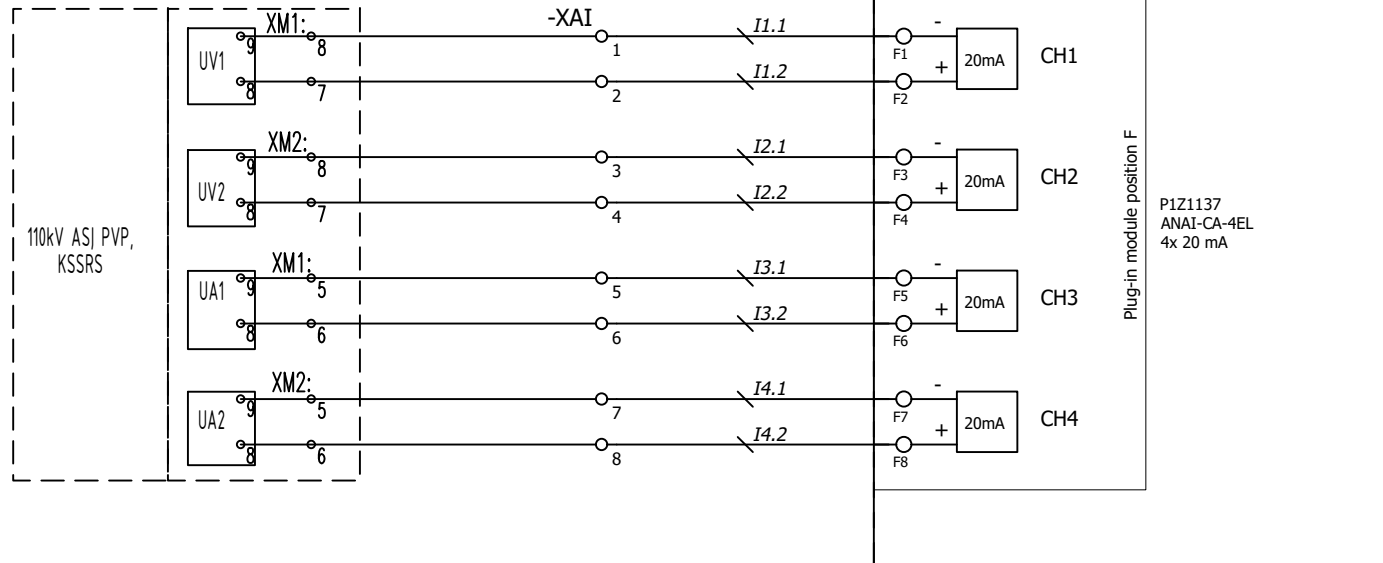 XM1:
-XAI
I1.1
UV1
9
8
1
F1
-
20mA
CH1
I1.2
+
8
7
2
F2
XM2:
I2.1
UV2
9
8
3
F3
-
20mA
CH2
I2.2
+
8
7
4
F4
110kV ASJ PVP,
KSSRS
XM1:
I3.1
UA1
9
5
5
F5
-
20mA
CH3
I3.2
+
8
6
6
F6
XM2:
I4.1
UA2
9
5
7
F7
-
20mA
CH4
I4.2
+
8
6
8
F8
Plug-in module position F
P1Z1137
ANAI-CA-4EL
4x 20 mA